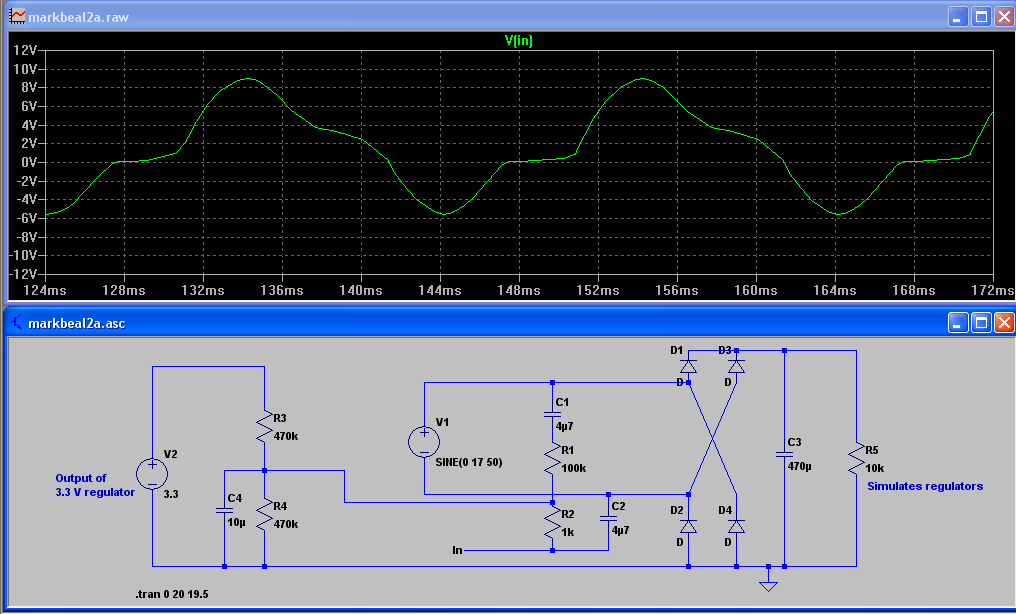 markbeal2a.raw
V(in)
12V
10V
8V
6V
4V
2V
0V
-2V
-4V
-6V
-8V
-10V
-12V
124ms 128ms 132ms 136ms 140ms 144ms 148ms 152ms 156ms 160ms 164ms 168ms 172ms
markbeal2a.asc
D1 D3
D D
C1
4µ7
R3
470k
V1
SINE(0 17 50)
R1
100k
C3
470µ
R5
10k
Simulates regulators
V2
3.3
Output of
3.3 V regulator
C4
10µ
R4
470k
R2
1k
C2
4µ7
D2 D4
D D
In
.tran 0 20 19.5